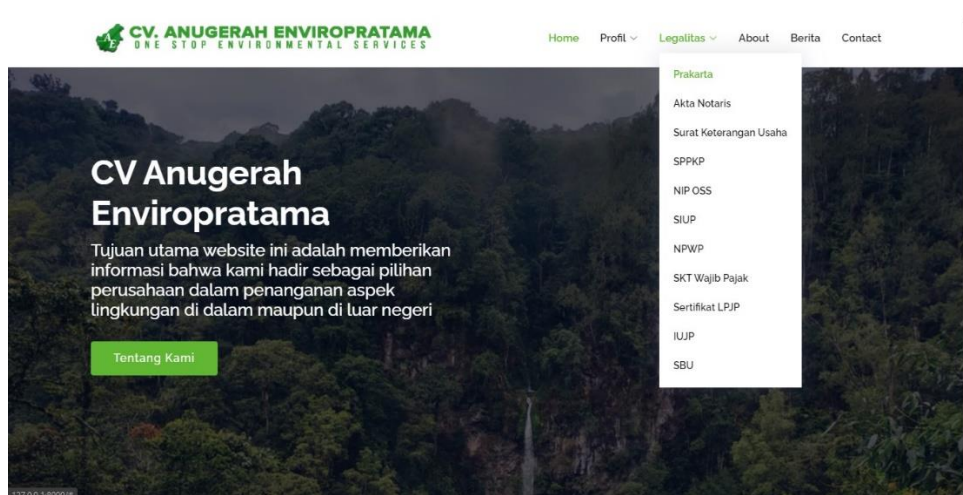 CV. ANUGERAH ENVIROPRATAMA
ONE STOP ENVIRONMENTAL SERVICES
AE
Home Profil Legalitas About Berita Contact
Prakarta
Akta Notaris
Surat Keterangan Usaha
SPPKP
NIP OSS
SIUP
NPWP
SKT Wajib Pajak
Sertifikat LPJP
IUJP
SBU
CV Anugerah
Enviropratama
Tujuan utama website ini adalah memberikan
informasi bahwa kami hadir sebagai pilihan
perusahaan dalam penanganan aspek
lingkungan di dalam maupun di luar negeri
Tentang Kami